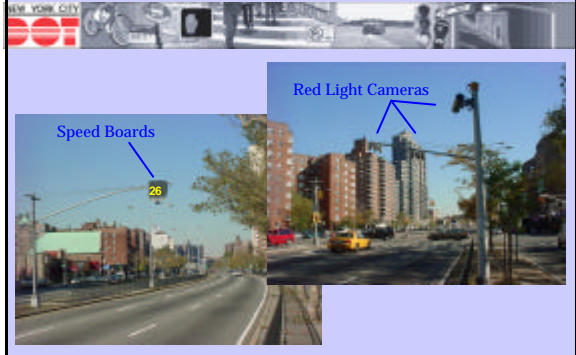 NEW YORK CITY
DOT
Red Light Cameras
Speed Boards
26